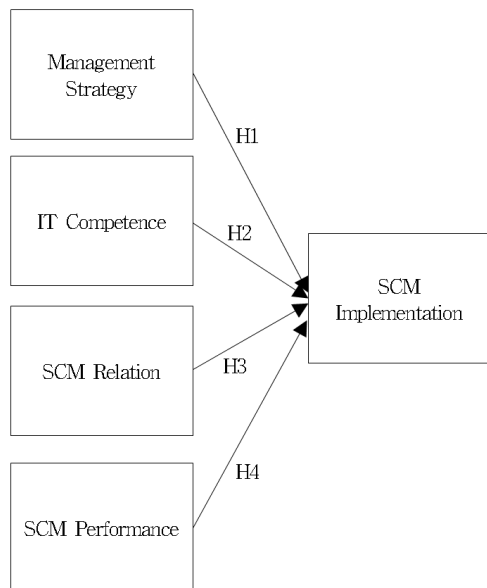 Management
Strategy
H1
IT Competence
H2
SCM
Implementation
SCM Relation
H3
H4
SCM Performance